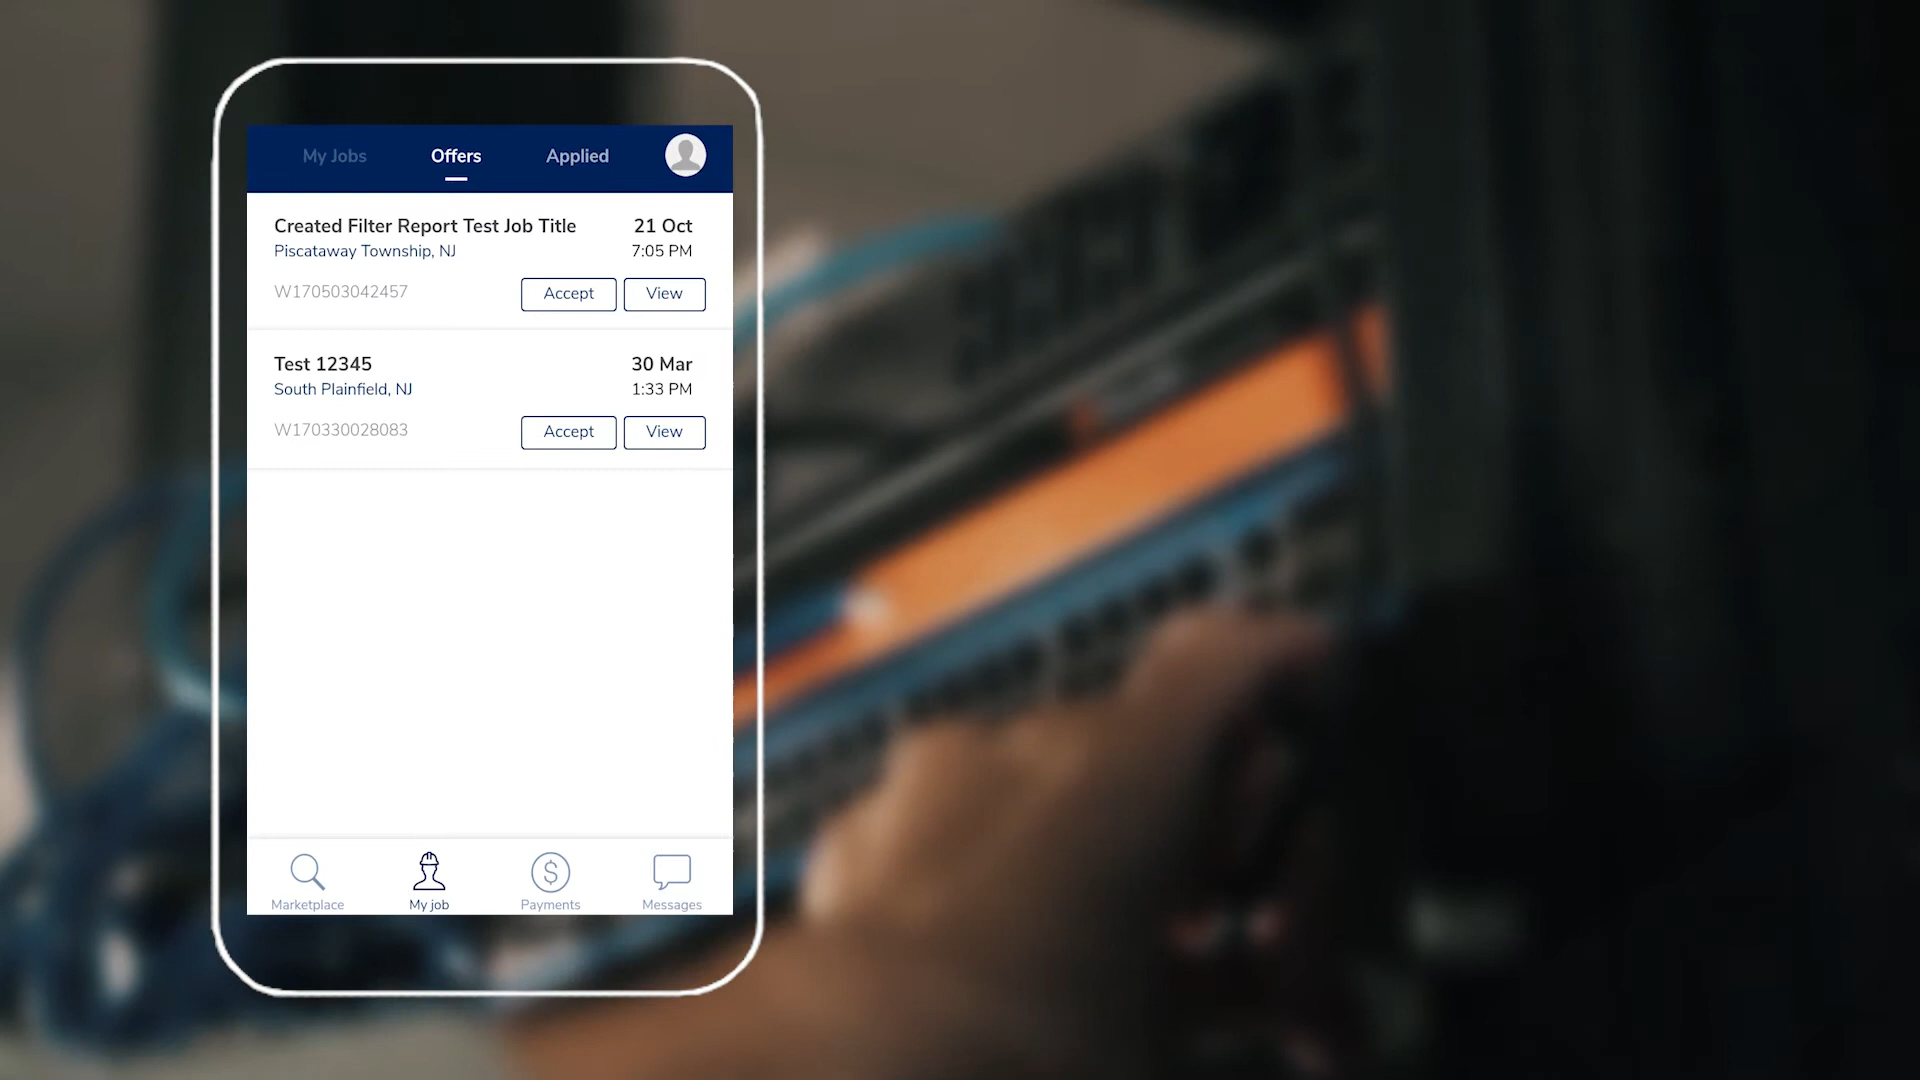 My Jobs Offers Applied
Created Filter Report Test Job Title 21 Oct
Piscataway Township, NJ 7:05 PM
W170503042457 Accept View
Test 12345 30 Mar
South Plainfield, NJ 1:33 PM
W170330028083 Accept View
Marketplace My job Payments Messages